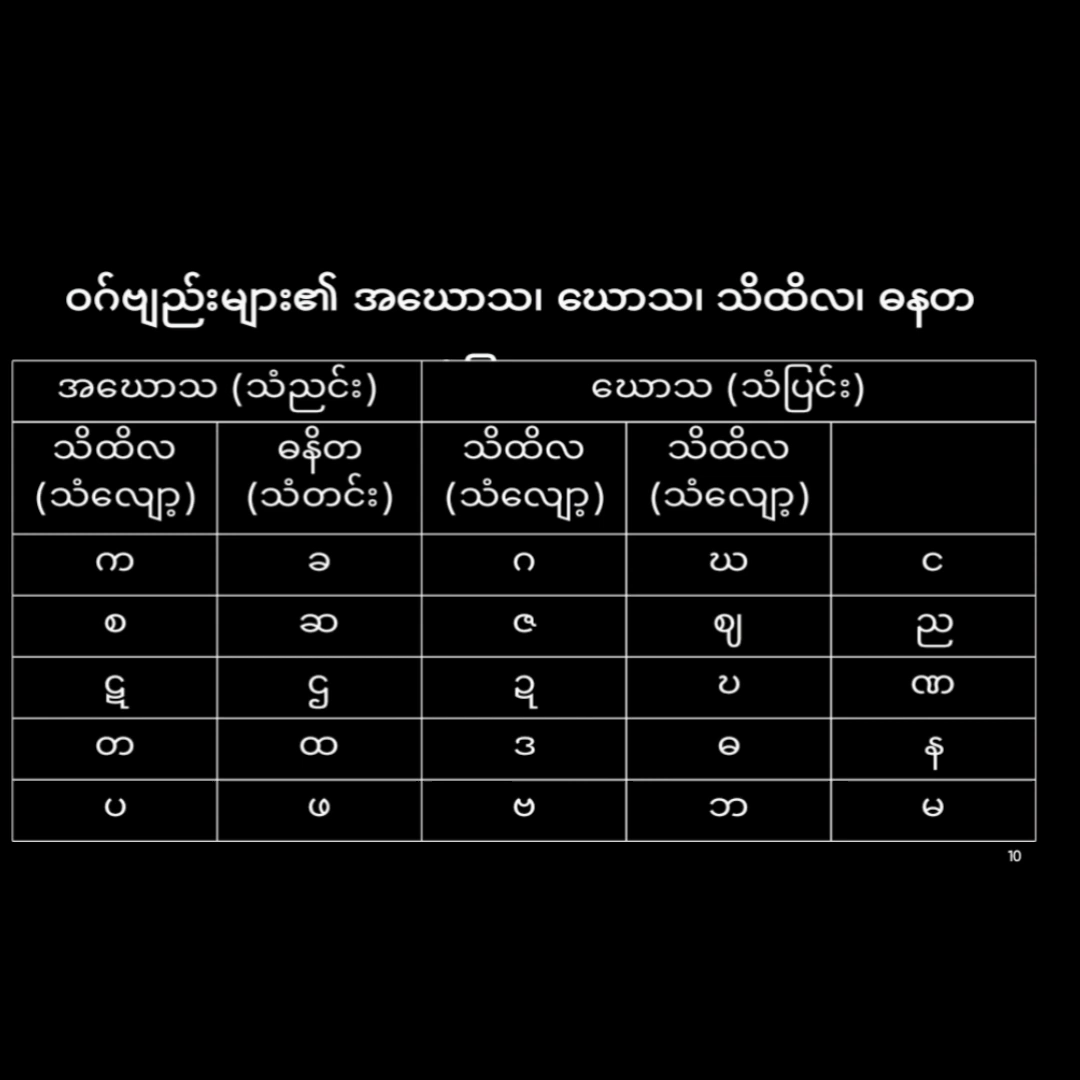 ဝဂ်ဗျည်းများ၏ အဃောသ၊ ဃောသ၊ သိထိလ၊ ဓနတ
အဃောသ (သံညင်း) ဃောသ (သံပြင်း)
သိထိလ ဓနိတ သိထိလ သိထိလ
(သံလျော့) (သံတင်း) (သံလျော့) (သံလျော့)
က ခ ဂ ဃ င
စ ဆ ဇ ဈ ည
ဋ ဌ ဍ ဎ ဏ
တ ထ ဒ ဓ န
ပ ဖ ဗ ဘ မ
10